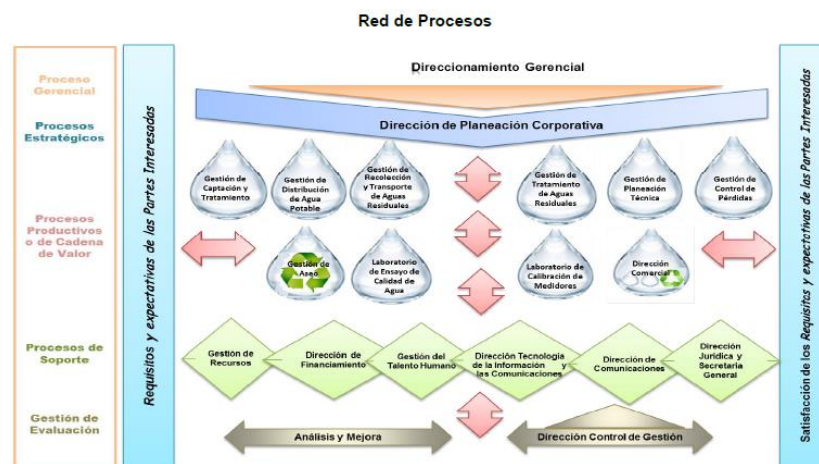 Red de Procesos
Proceso
Gerencial
Procesos
Estratégicos
Procesos
Productivos
o de Cadena
de Valor
Procesos de
Soporte
Gestión de
Evaluación
Requisitos y expectativas de las Partes Interesadas
Direccionamiento Gerencial
Dirección de Planeación Corporativa
Gestión de
Captación y
Tratamiento
Gestión de
Distribución
de Agua
Potable
Gestión de
Recolección
y Transporte
de Aguas
Residuales
Gestión de
Tratamiento
de Aguas
Residuales
Gestión de
Planeación
Técnica
Gestión de
Control de
Pérdidas
Gestión de
Aseo
Laboratorio
de Ensayo de
Calidad de
Agua
Laboratorio de
Calibración de
Medidores
Dirección
Comercial
Gestión de
Recursos
Dirección de
Financiamiento
Gestión del
Talento Humano
Dirección Tecnología
de la Información y
las Comunicaciones
Dirección de
Comunicaciones
Dirección
Jurídica y
Secretaria
General
Análisis y Mejora
Dirección Control de Gestión
Satisfacción de los Requisitos y expectativas de las Partes Interesadas